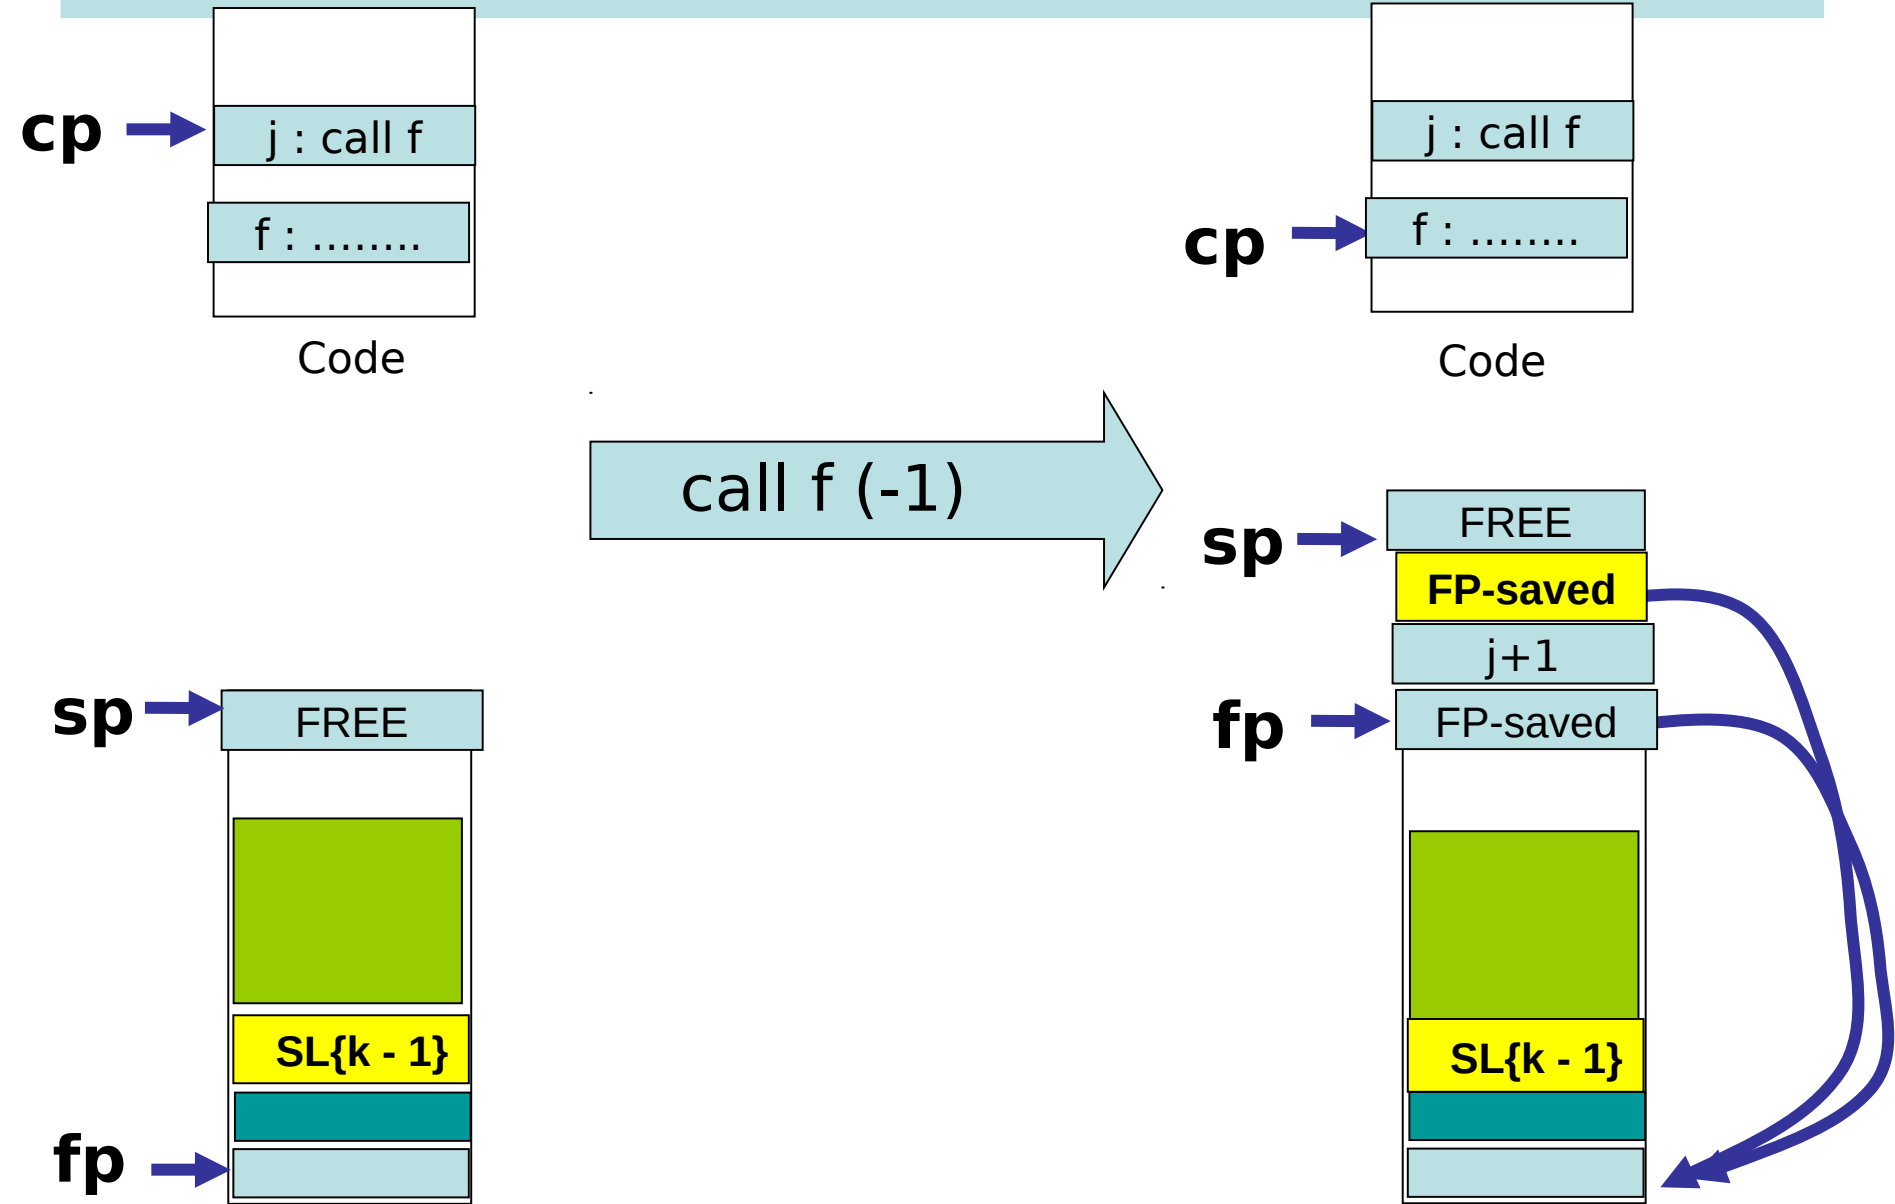 cp
j : call f
f : ........
Code
j : call f
cp
f : ........
Code
call f (-1)
sp
FREE
SL{k - 1}
fp
sp
FREE
FP-saved
j+1
fp
FP-saved
SL{k - 1}